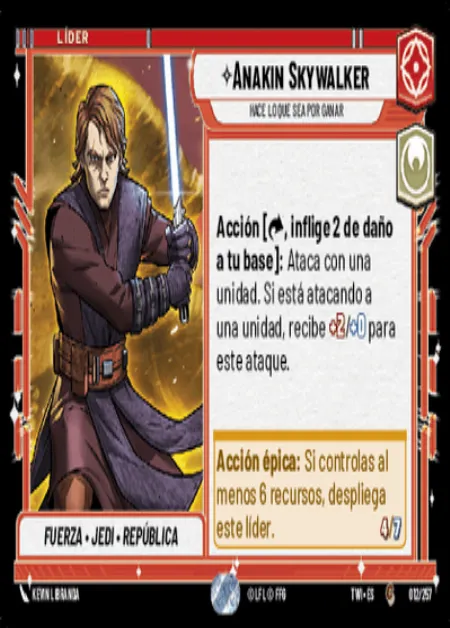 LÍDER
ANAKIN SKYWALKER
HACE LO QUE SEA POR GANAR
Acción [, inflige 2 de daño
a tu base]: Ataca con una
unidad. Si está atacando a
una unidad, recibe +2/+0 para
este ataque.
Acción épica: Si controlas al
menos 6 recursos, despliega
este líder.
4/7
FUERZA • JEDI • REPÚBLICA
KEVIN LIBRANDA
© LFL © FFG
TWI • ES
C
012/257